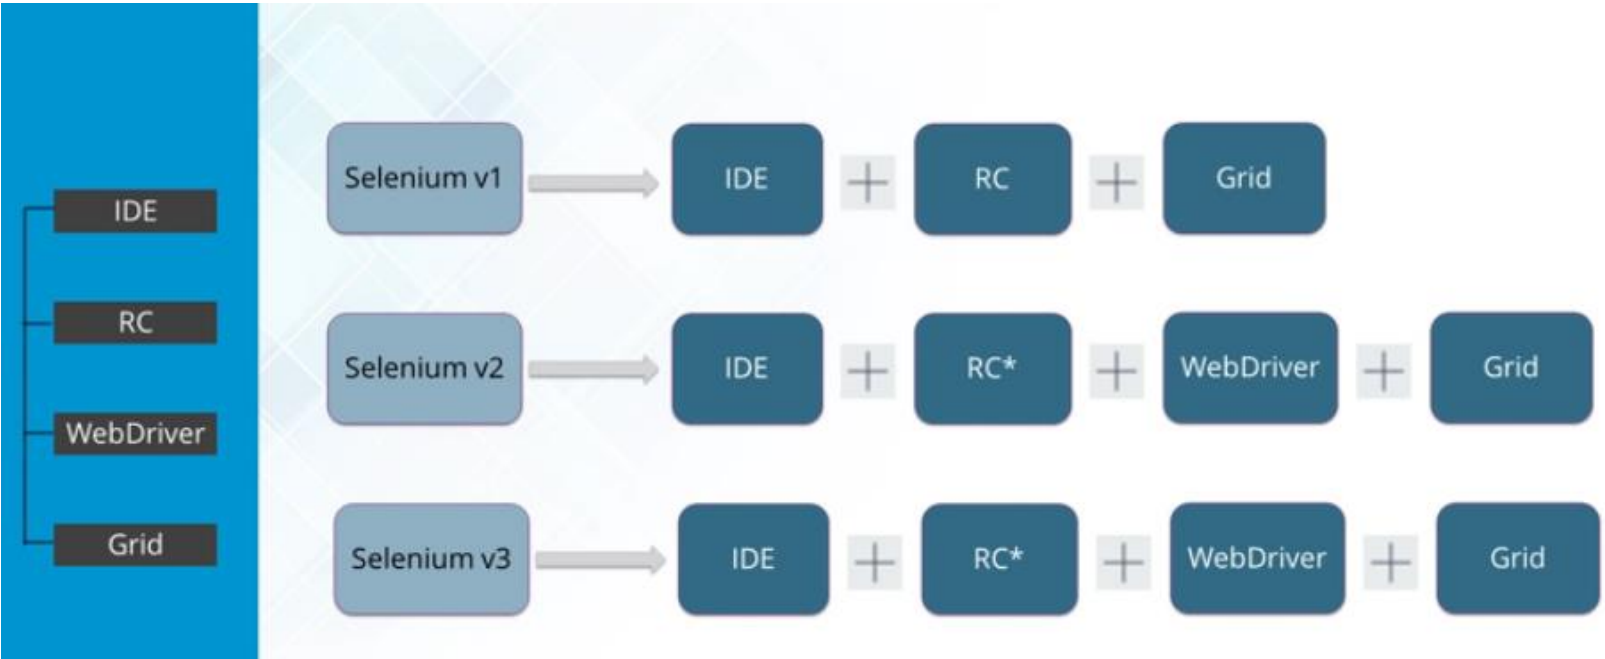 IDE
RC
WebDriver
Grid
Selenium v1 IDE + RC + Grid
Selenium v2 IDE + RC* + WebDriver + Grid
Selenium v3 IDE + RC* + WebDriver + Grid